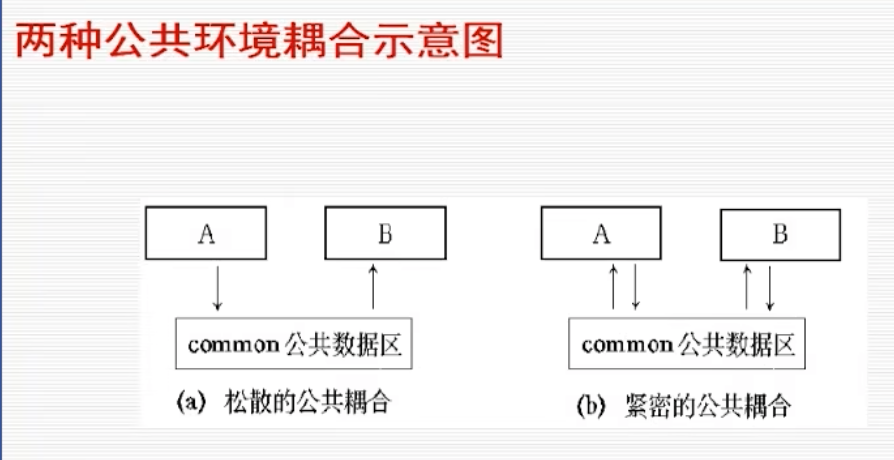 两种公共环境耦合示意图
A
B
A
B
common 公共数据区
common 公共数据区
(a) 松散的公共耦合
(b) 紧密的公共耦合